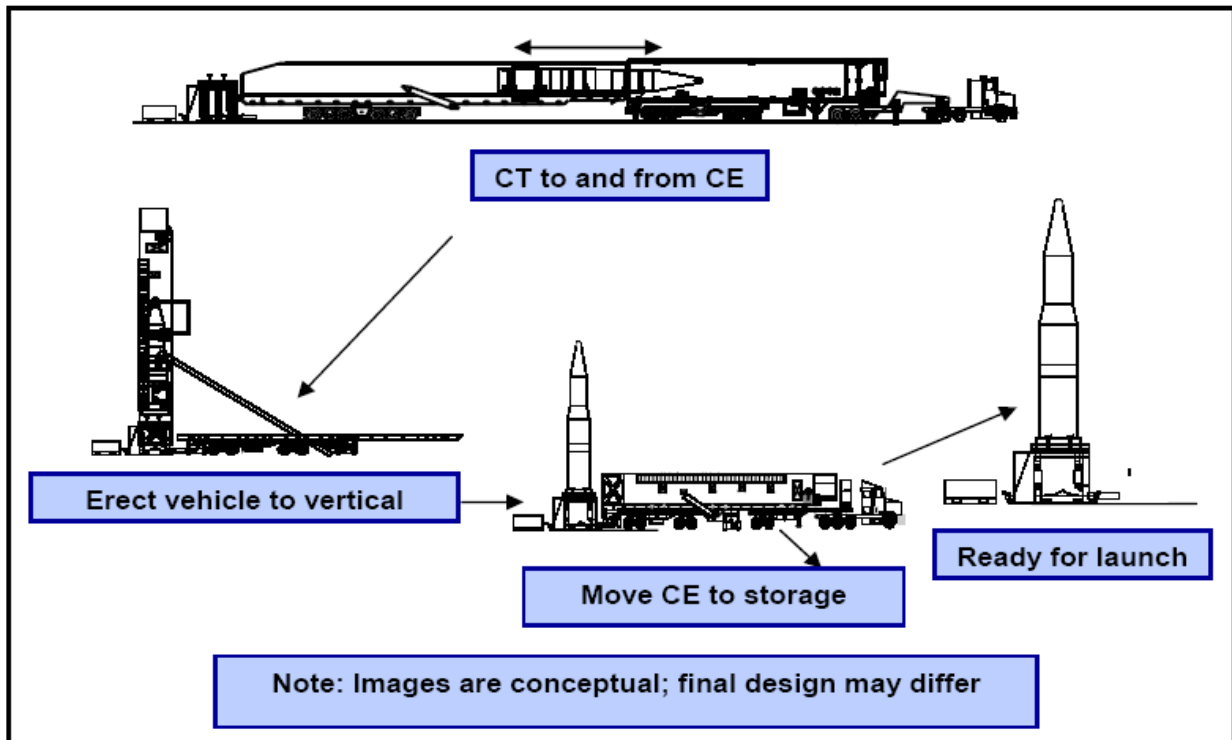 CT to and from CE
Erect vehicle to vertical
Move CE to storage
Ready for launch
Note: Images are conceptual; final design may differ